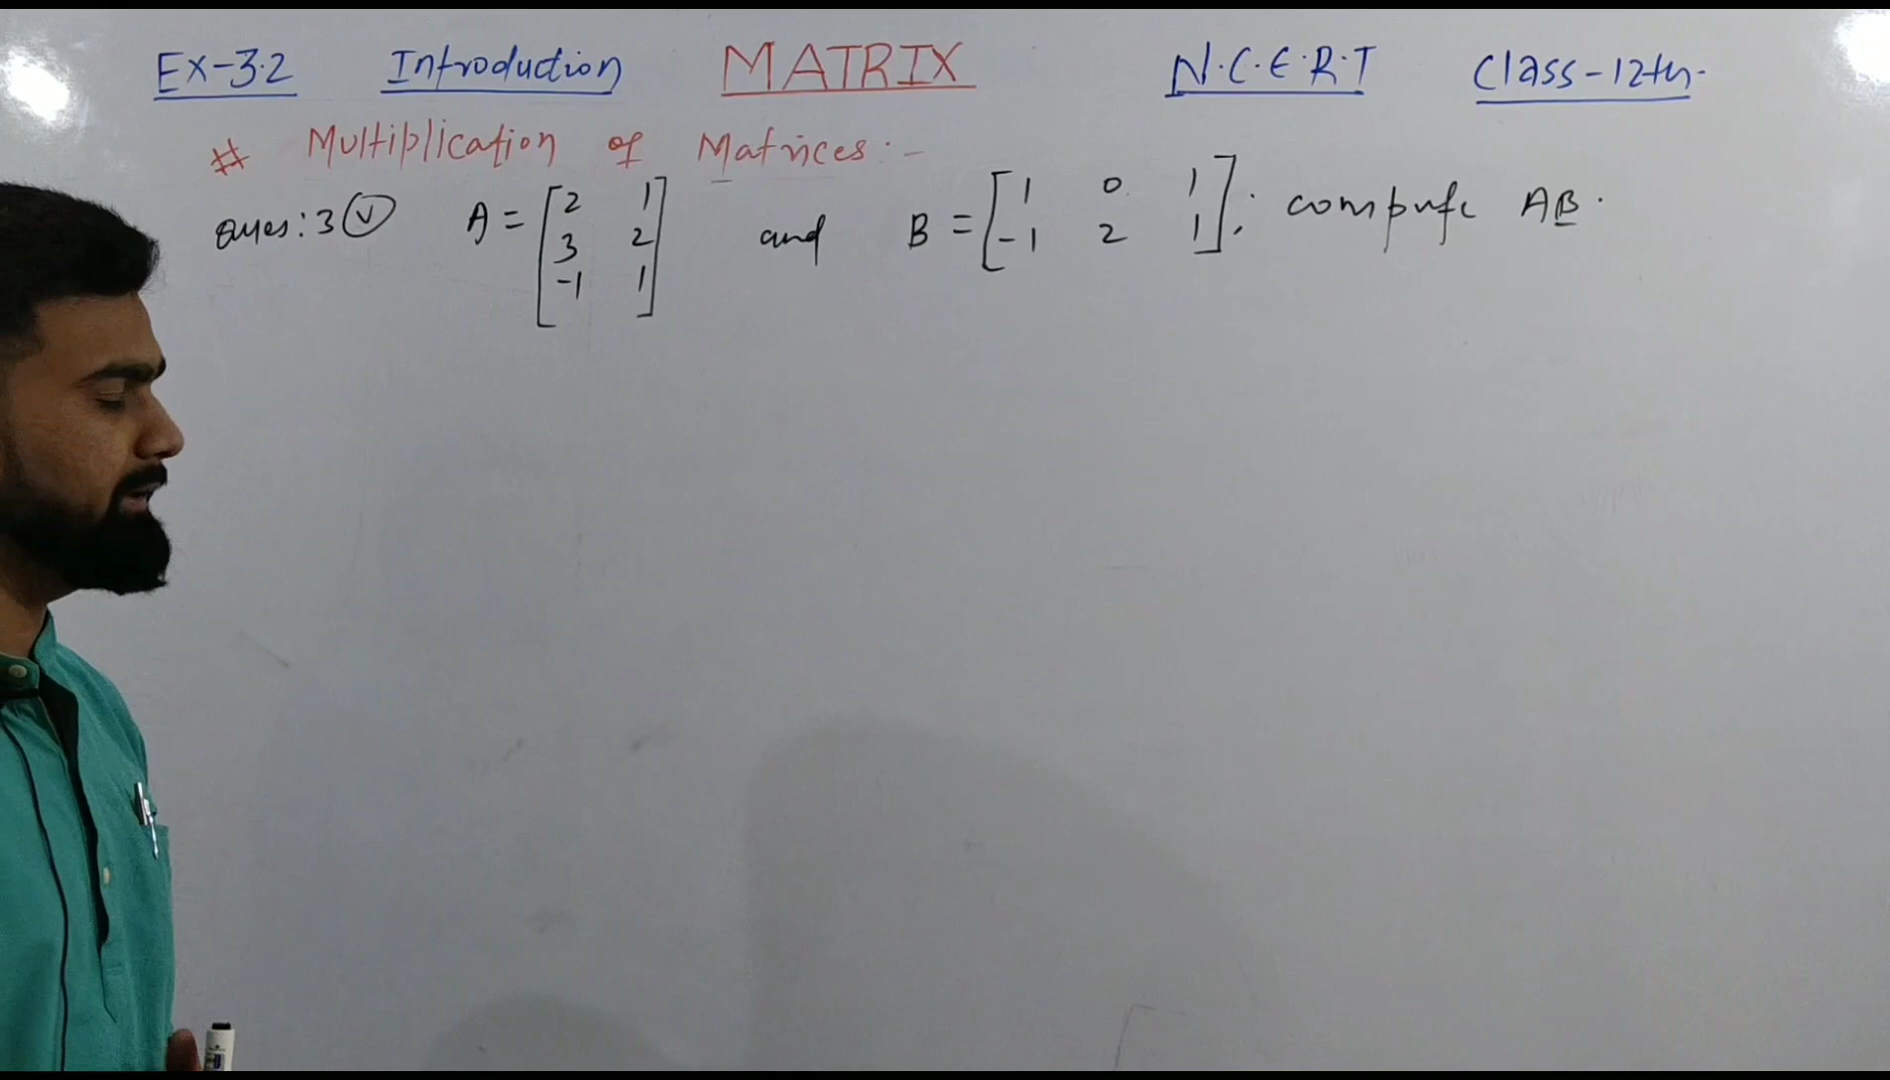 Ex-3.2 Introduction MATRIX N.C.E.R.T Class-12th.
# Multiplication of Matrices:-
Ques: 3 (v) A = [2 1 and B = [1 0 1 ; compute AB.
3 2 -1 2 1]
-1 1]